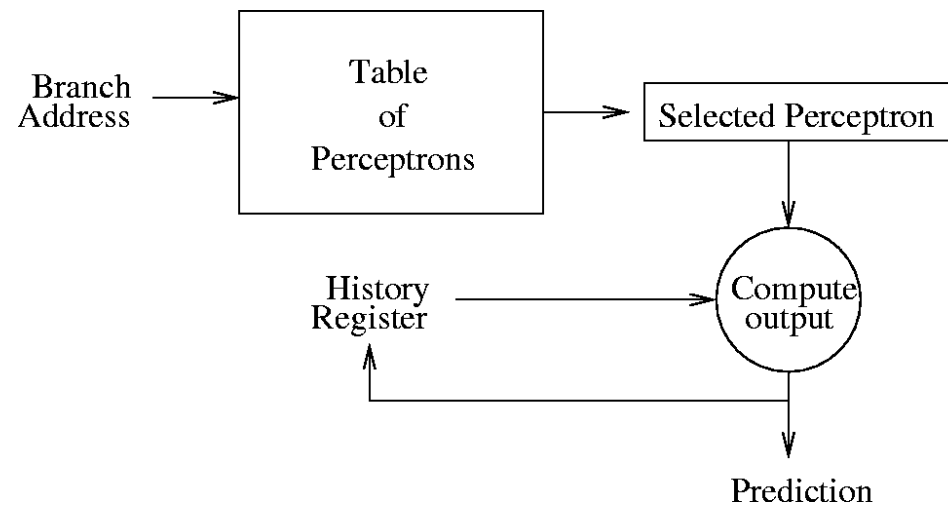 Branch
Address
Table
of
Perceptrons
Selected Perceptron
History
Register
Compute
output
Prediction